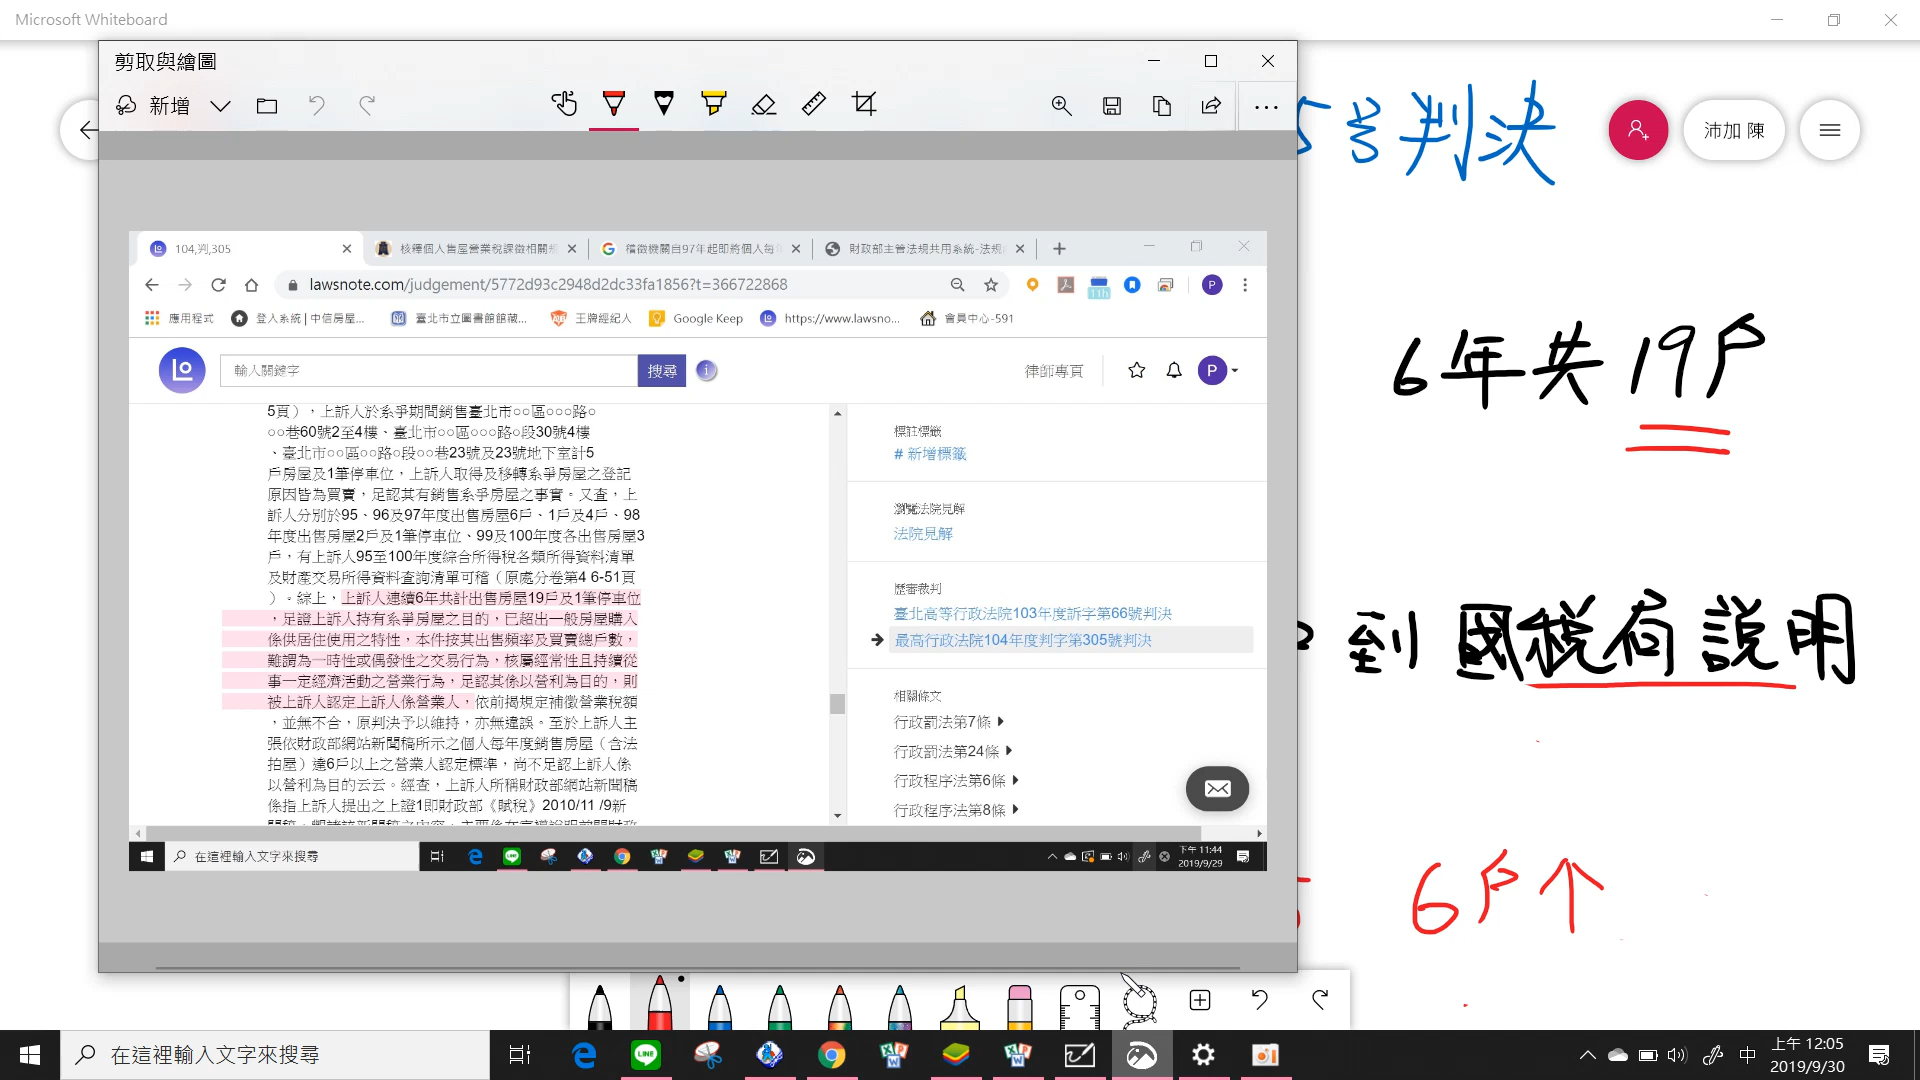 Microsoft Whiteboard
剪取與繪圖
新增
號判決
沛加 陳
104,判,305
核釋個人售屋營業稅課徵相關規
稽徵機關自97年起即將個人每年
財政部主管法規共用系統-法規
lawsnote.com/judgement/5772d93c2948d2dc33fa1856?t=366722868
11h
P
應用程式
登入系統 | 中信房屋...
臺北市立圖書館館藏...
王牌經紀人
Google Keep
https://www.lawsno...
會員中心-591
輸入關鍵字
搜尋
律師專頁
P
6年共19戶
5頁），上訴人於系爭期間銷售臺北市○○區○○○路○
○○巷60號2至4樓、臺北市○○區○○○路○段30號4樓
、臺北市○○區○○路○段○○巷23號及23號地下室計5
戶房屋及1筆停車位，上訴人取得及移轉系爭房屋之登記
原因皆為買賣，足認其有銷售系爭房屋之事實。又查，上
訴人分別於95、96及97年度出售房屋6戶、1戶及4戶、98
年度出售房屋2戶及1筆停車位、99及100年度各出售房屋3
戶，有上訴人95至100年度綜合所得稅各類所得資料清單
及財產交易所得資料查詢清單可稽（原處分卷第4 6-51頁
）。綜上，上訴人連續6年共計出售房屋19戶及1筆停車位
，足證上訴人持有系爭房屋之目的，已超出一般房屋購入
係供居住使用之特性，本件按其出售頻率及買賣總戶數，
難謂為一時性或偶發性之交易行為，核屬經常性且持續從
事一定經濟活動之營業行為，足認其係以營利為目的，則
被上訴人認定上訴人係營業人，依前揭規定補徵營業稅額
，並無不合，原判決予以維持，亦無違誤。至於上訴人主
張依財政部網站新聞稿所示之個人每年度銷售房屋（含法
拍屋）達6戶以上之營業人認定標準，尚不足認上訴人係
以營利為目的云云。經查，上訴人所稱財政部網站新聞稿
係指上訴人提出之上證1即財政部《賦稅》2010/11 /9新
標註標籤
# 新增標籤
瀏覽法院見解
法院見解
歷審裁判
臺北高等行政法院103年度訴字第66號判決
最高行政法院104年度判字第305號判決
相關條文
行政罰法第7條
行政罰法第24條
行政程序法第6條
行政程序法第8條
到國稅局說明
6戶↑
在這裡輸入文字來搜尋
下午 11:44
2019/9/29
在這裡輸入文字來搜尋
中
上午 12:05
2019/9/30